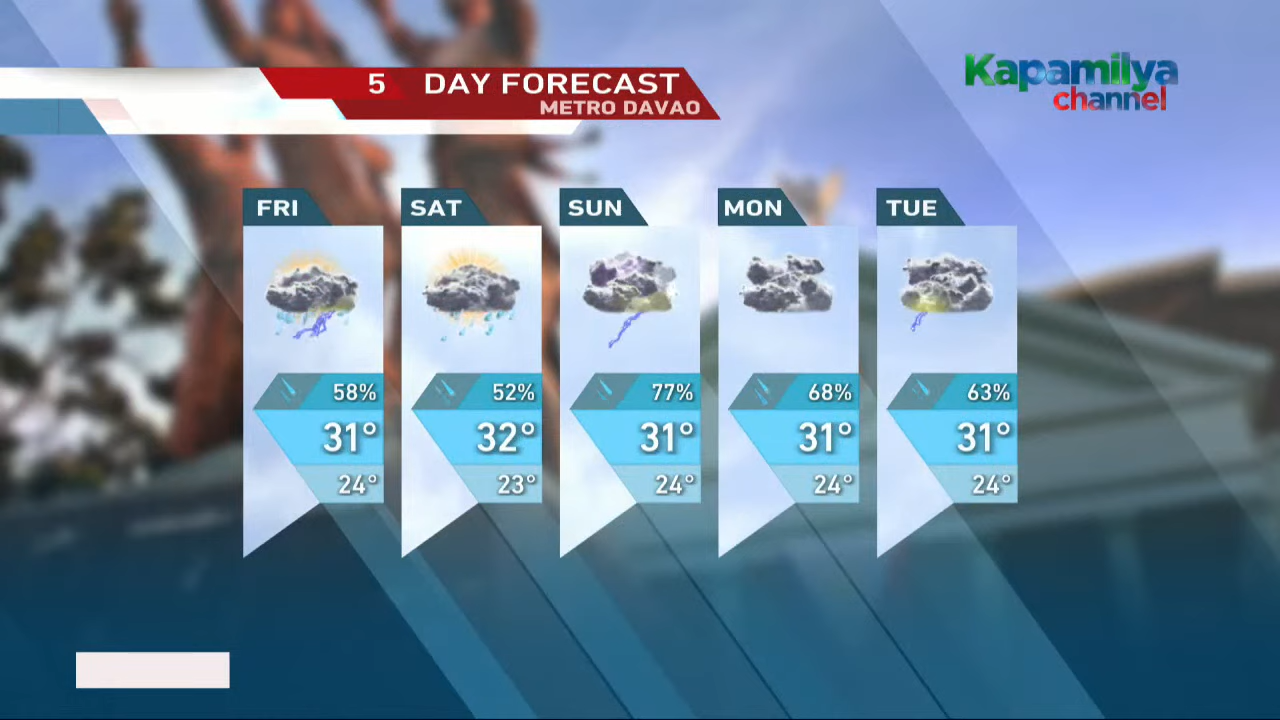 5 DAY FORECAST
METRO DAVAO
Kapamilya
channel
FRI SAT SUN MON TUE
58% 52% 77% 68% 63%
31° 32° 31° 31° 31°
24° 23° 24° 24° 24°